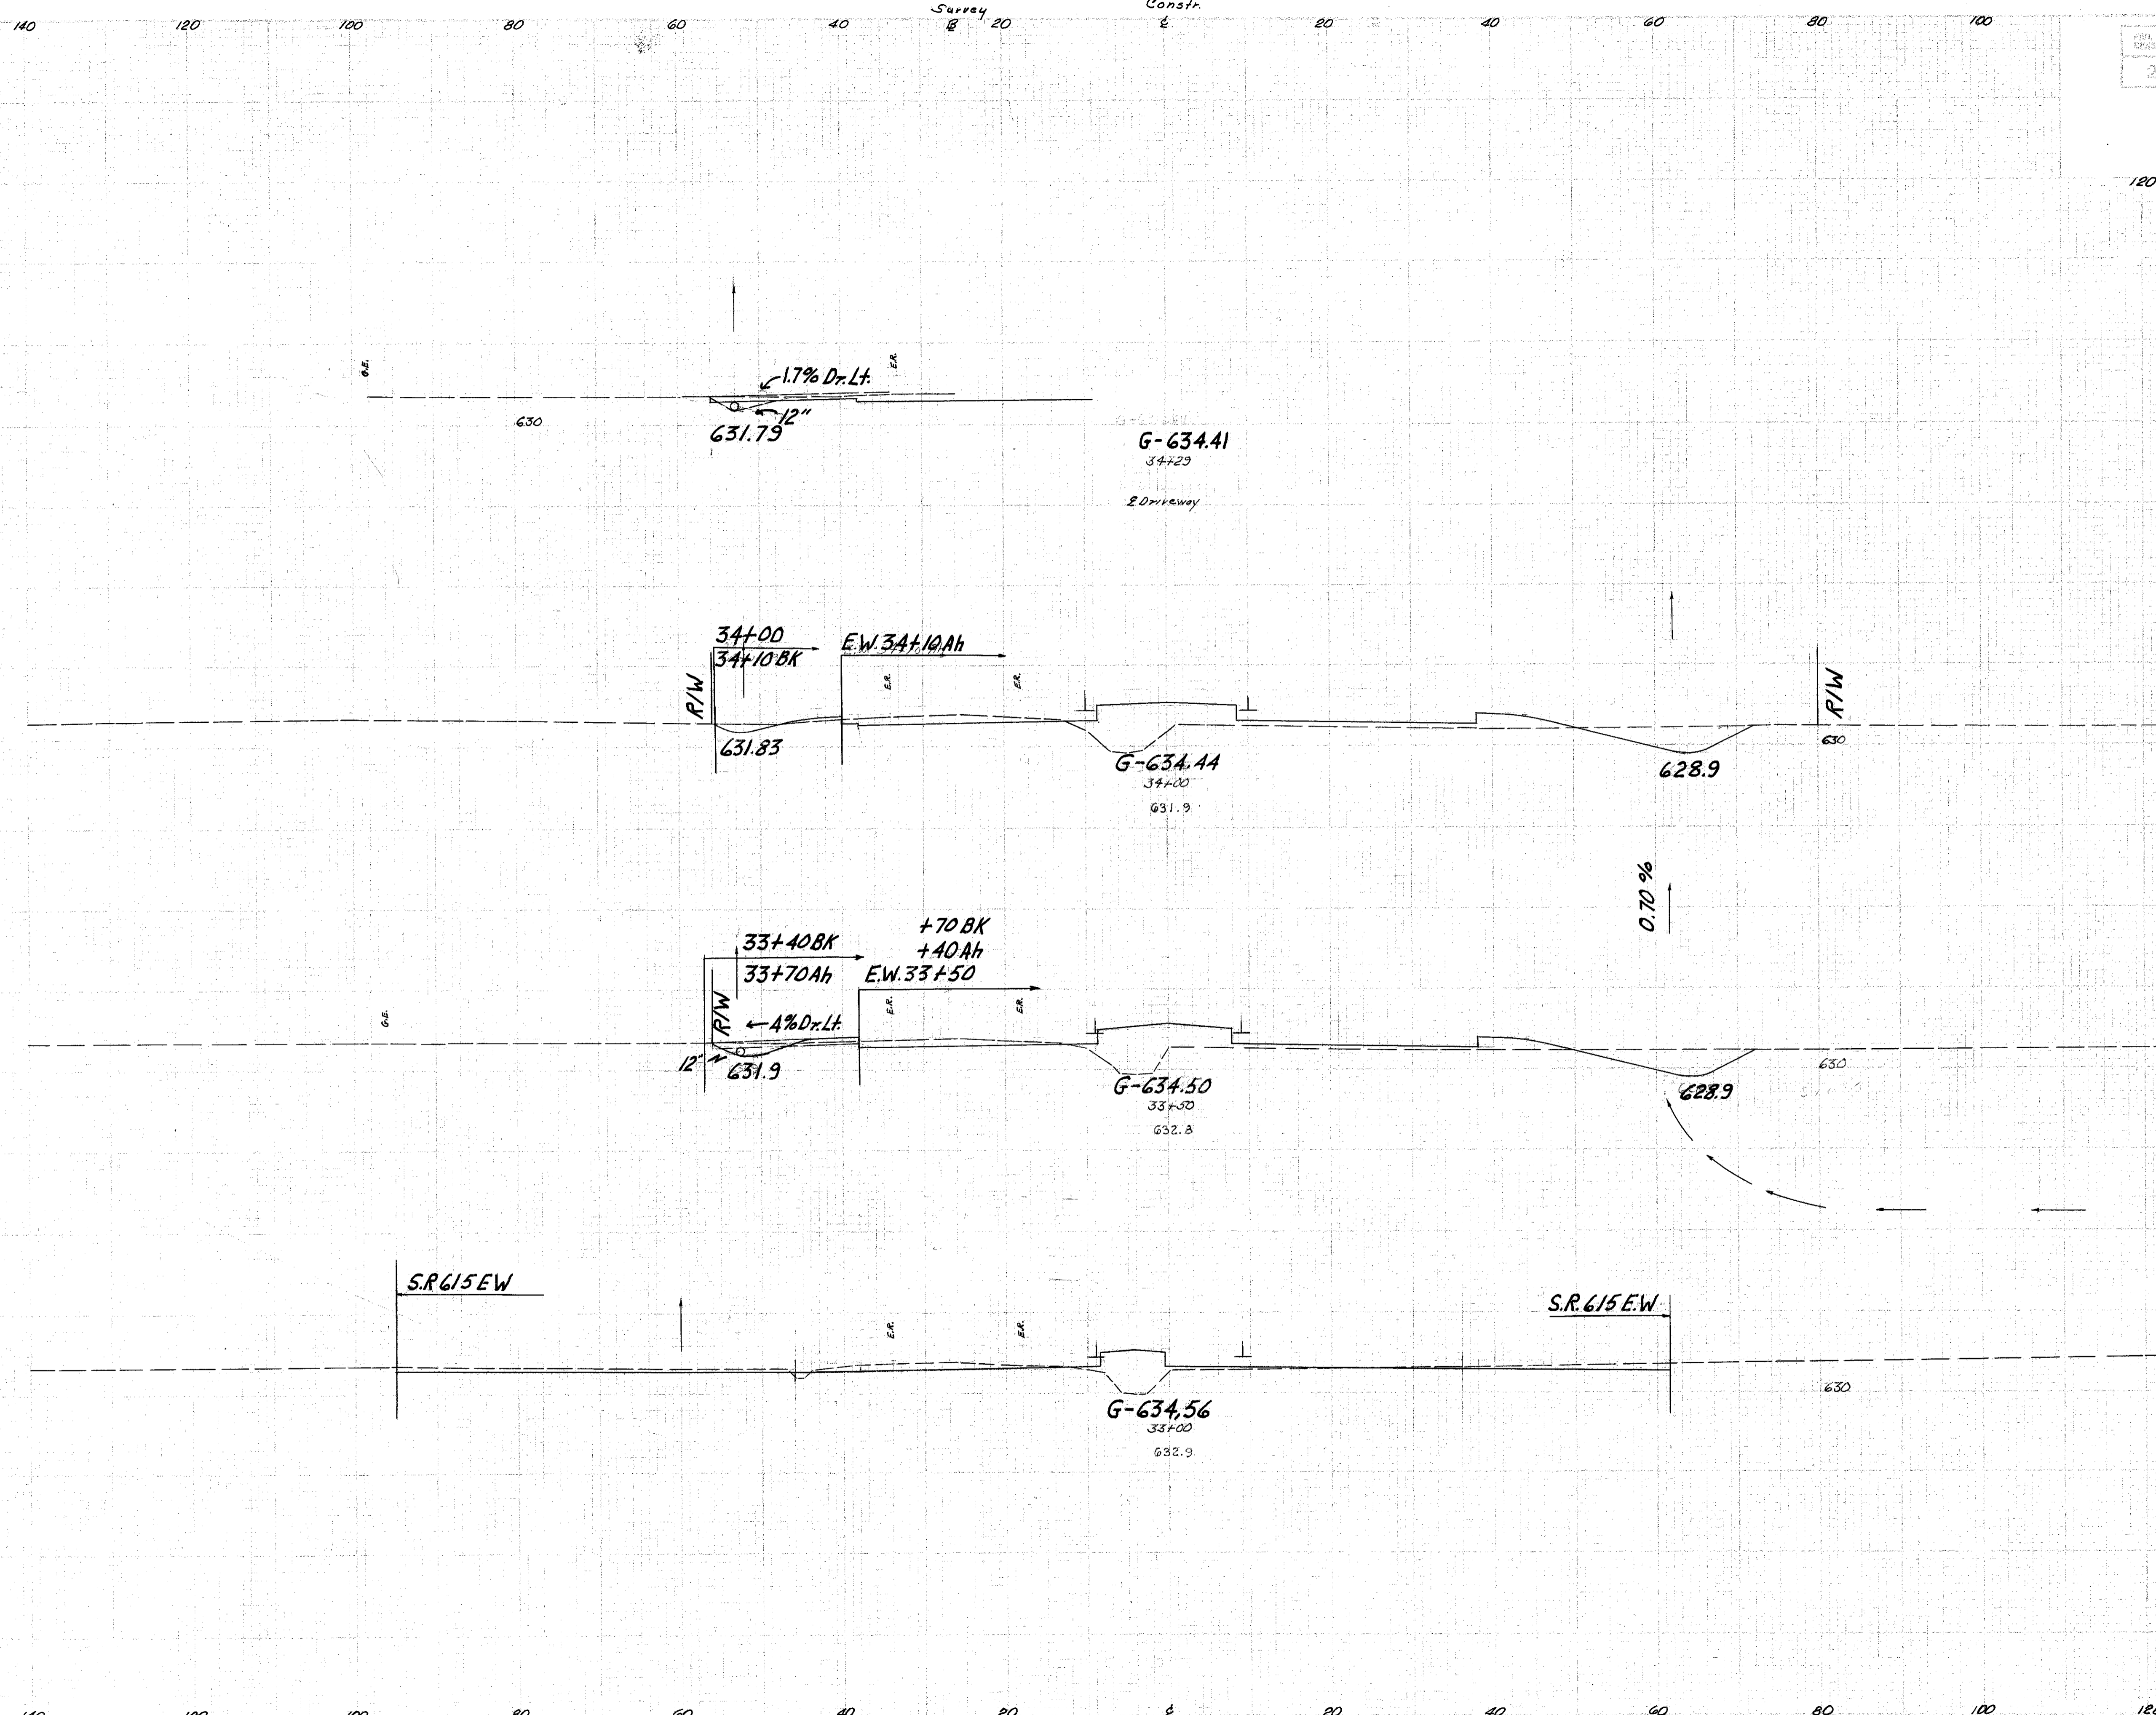 Survey Constr.
140 120 100 80 60 40 B 20 ℄ 20 40 60 80 100
2
120
G.E. E.R.
1.7% Dr. Lt.
12"
630
631.79
G-634.41
34+29
℄ Driveway
34+00
34+10 BK
E.W. 34+10 Ah
R/W E.R. E.R. R/W
631.83
630
G-634.44
628.9
34+00
631.9
0.70 %
+70 BK
33+40 BK +40 Ah
33+70 Ah E.W. 33+50
G.E. R/W E.R. E.R.
4% Dr. Lt.
12"
631.9
630
G-634.50
628.9
33+50
632.8
S.R 615 EW
S.R. 615 E.W.
E.R. E.R.
630
G-634.56
33+00
632.9
140 120 100 80 60 40 20 ℄ 20 40 60 80 100 120